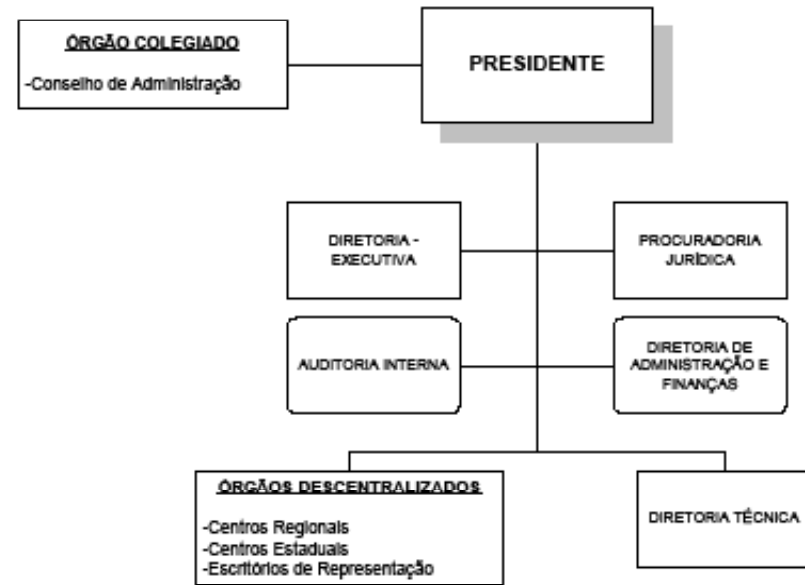 ÓRGÃO COLEGIADO
-Conselho de Administração
PRESIDENTE
DIRETORIA -
EXECUTIVA
PROCURADORIA
JURÍDICA
AUDITORIA INTERNA
DIRETORIA DE
ADMINISTRAÇÃO E
FINANÇAS
ÓRGÃOS DESCENTRALIZADOS
-Centros Regionais
-Centros Estaduais
-Escritórios de Representação
DIRETORIA TÉCNICA